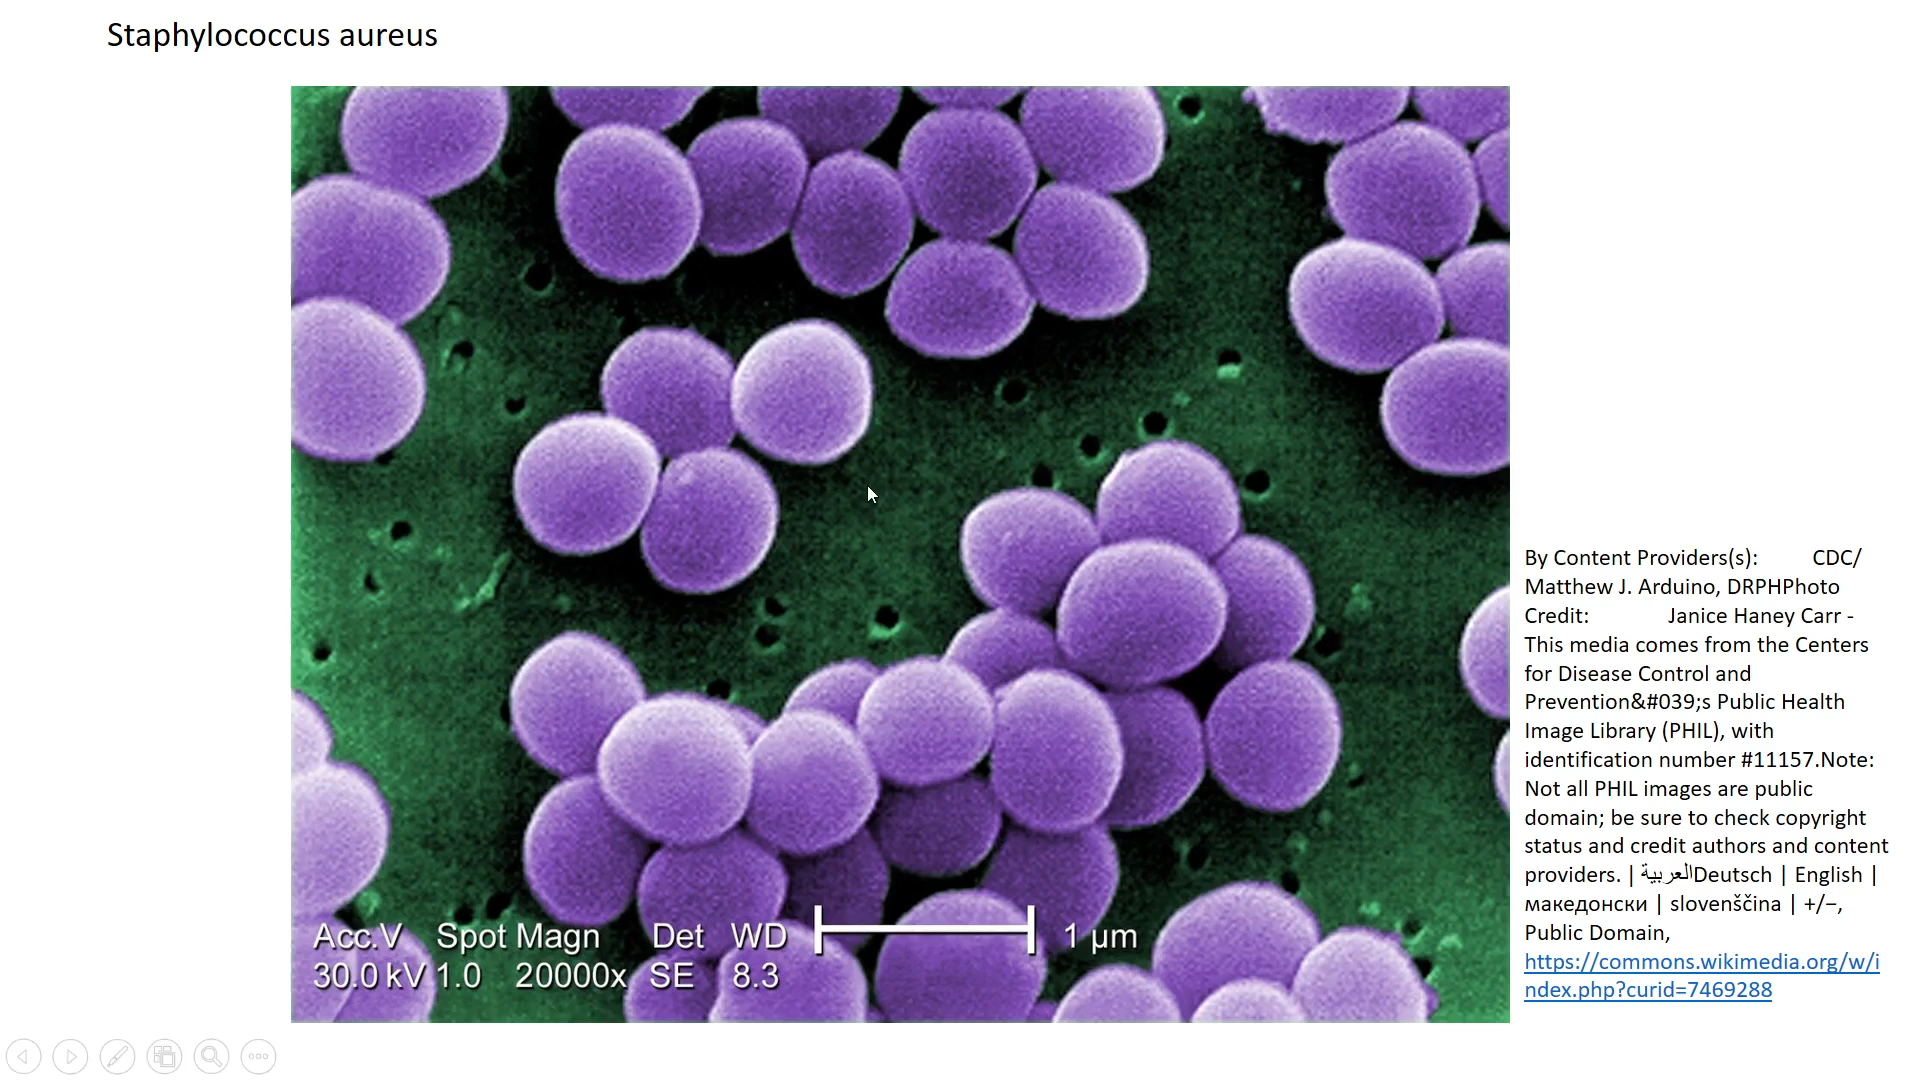 Staphylococcus aureus
Acc.V Spot Magn Det WD 1 µm
30.0 kV 1.0 20000x SE 8.3
By Content Providers(s): CDC/
Matthew J. Arduino, DRPHPhoto
Credit: Janice Haney Carr -
This media comes from the Centers
for Disease Control and
Prevention&#039;s Public Health
Image Library (PHIL), with
identification number #11157.Note:
Not all PHIL images are public
domain; be sure to check copyright
status and credit authors and content
providers. | العربيةDeutsch | English |
македонски | slovenščina | +/−,
Public Domain,
https://commons.wikimedia.org/w/i
ndex.php?curid=7469288